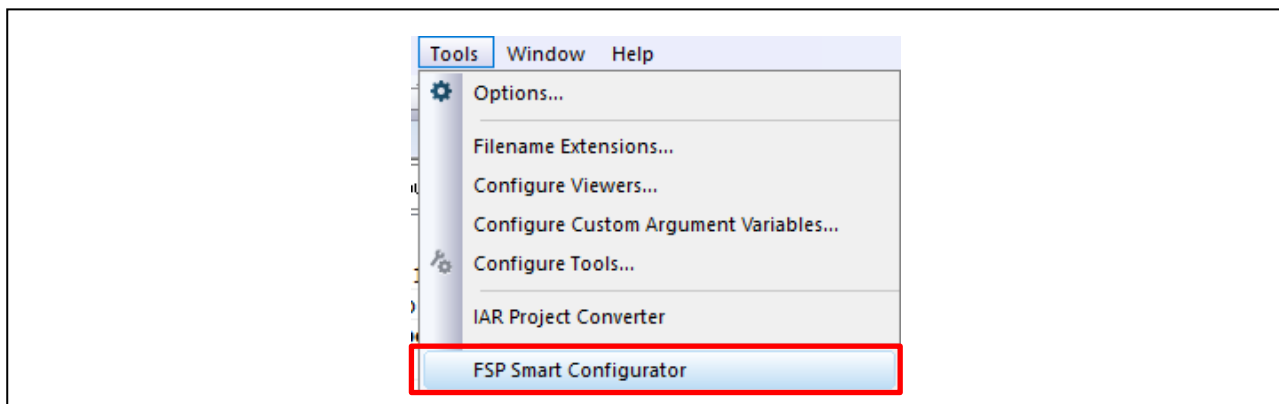 Tools Window Help
Options...
Filename Extensions...
Configure Viewers...
Configure Custom Argument Variables...
Configure Tools...
IAR Project Converter
FSP Smart Configurator